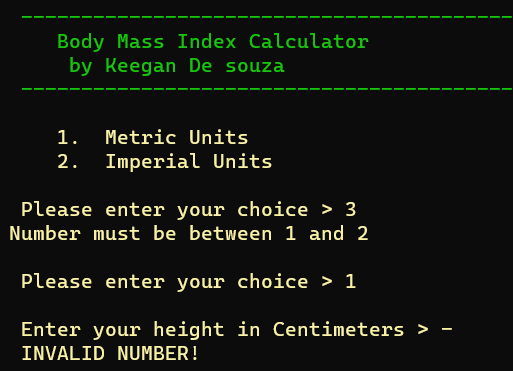 -----------------------------------------
Body Mass Index Calculator
by Keegan De souza
-----------------------------------------
1. Metric Units
2. Imperial Units
Please enter your choice > 3
Number must be between 1 and 2
Please enter your choice > 1
Enter your height in Centimeters > -
INVALID NUMBER!